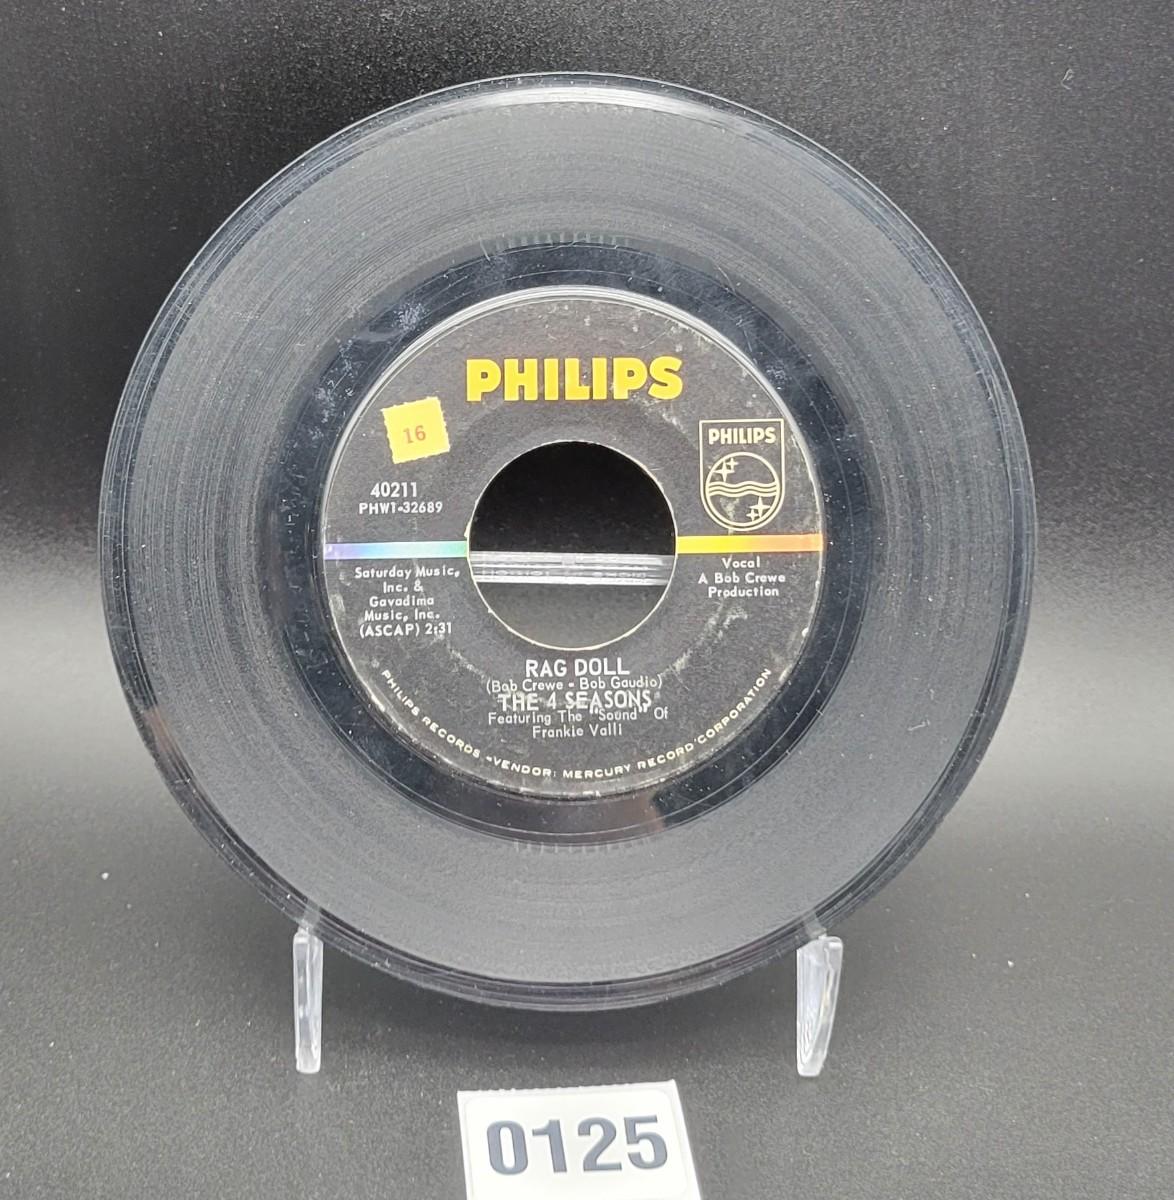 PHILIPS
16
PHILIPS
40211
PHW1-32689
Saturday Music,
Inc. &
Gavadima
Music, Inc.
(ASCAP) 2:31
Vocal
A Bob Crewe
Production
RAG DOLL
(Bob Crewe - Bob Gaudio)
THE 4 SEASONS
Featuring The "Sound" Of
Frankie Valli
PHILIPS RECORDS • VENDOR: MERCURY RECORD CORPORATION
0125